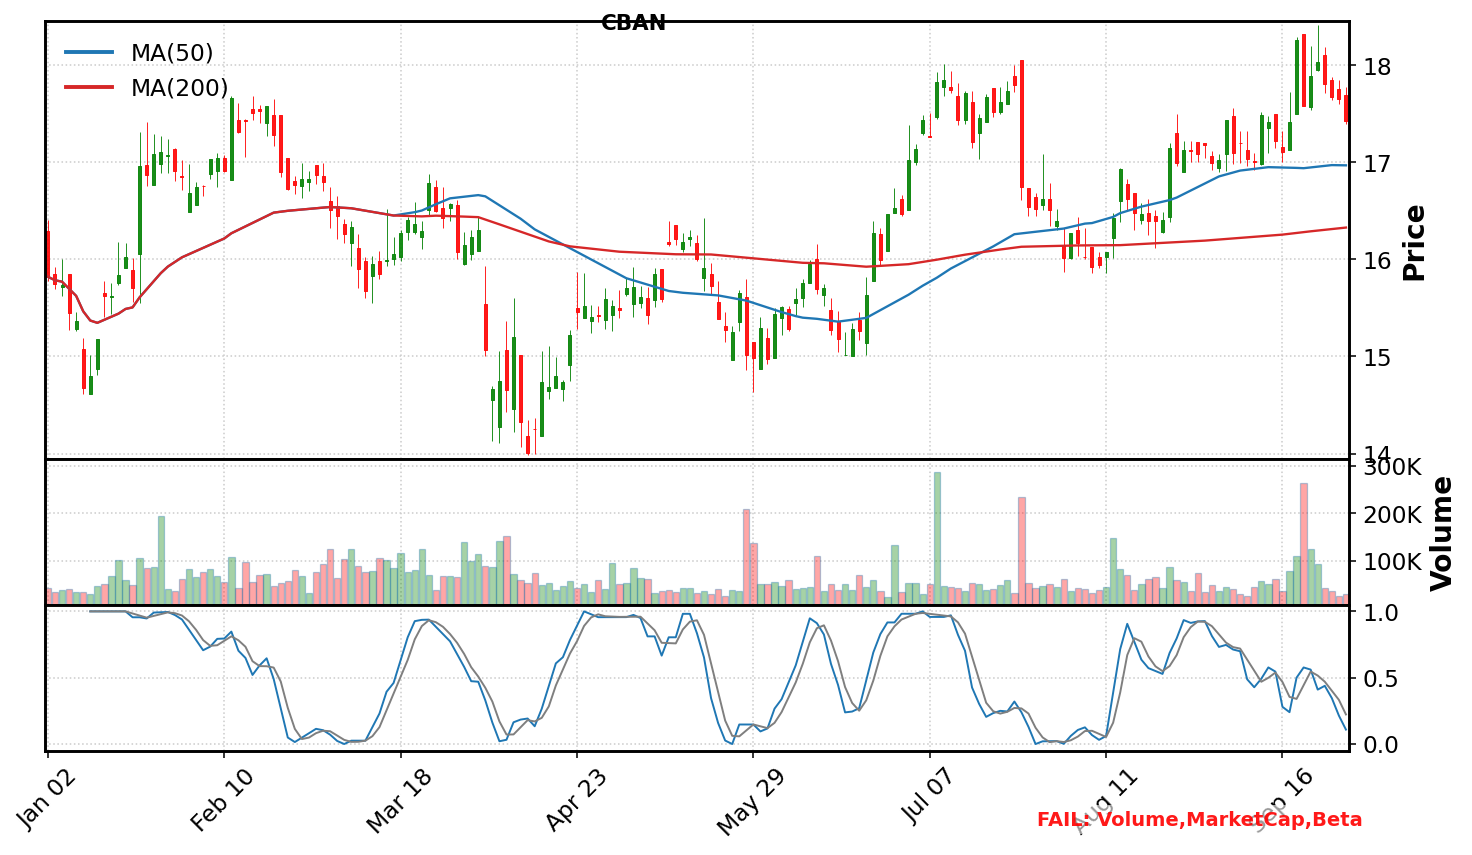 CBAN
MA(50)
MA(200)
18
17
16
15
14
Price
300K
200K
100K
Volume
1.0
0.5
0.0
Jan 02
Feb 10
Mar 18
Apr 23
May 29
Jul 07
Aug 11
Sep 16
FAIL: Volume,MarketCap,Beta